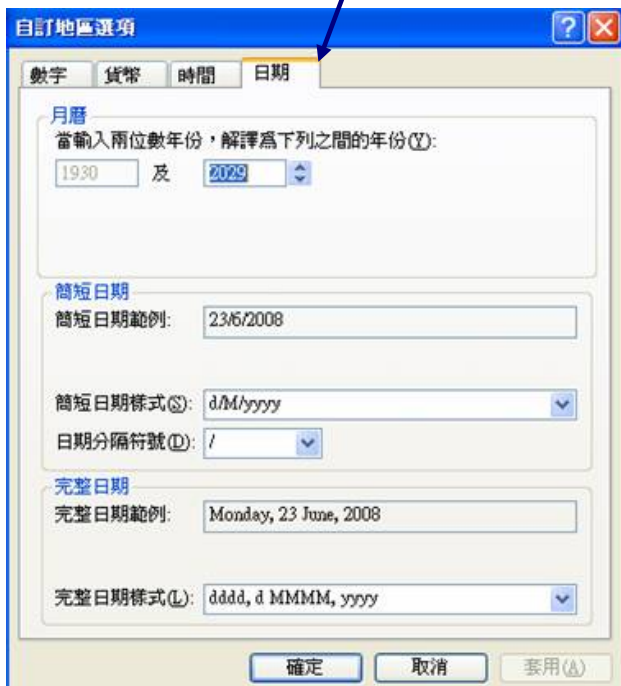 自訂地區選項
數字 貨幣 時間 日期
月曆
當輸入兩位數年份，解譯爲下列之間的年份(Y):
1930 及 2029
簡短日期
簡短日期範例: 23/6/2008
簡短日期樣式(S): d/M/yyyy
日期分隔符號(D): /
完整日期
完整日期範例: Monday, 23 June, 2008
完整日期樣式(L): dddd, d MMMM, yyyy
確定 取消 套用(A)